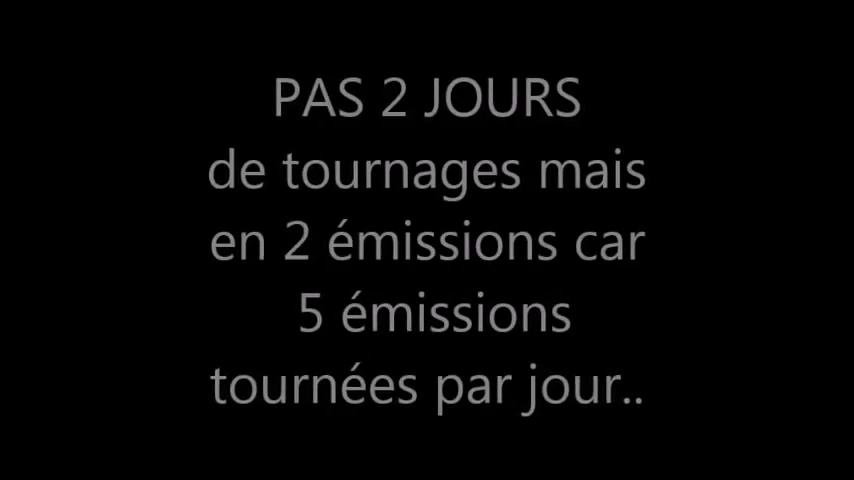 PAS 2 JOURS
de tournages mais
en 2 émissions car
5 émissions
tournées par jour..